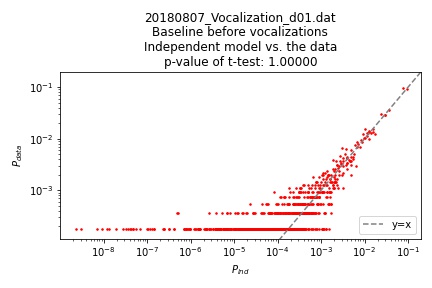 20180807_Vocalization_d01.dat
Baseline before vocalizations
Independent model vs. the data
p-value of t-test: 1.00000
10⁻¹
10⁻²
10⁻³
P_data
y=x
10⁻⁸ 10⁻⁷ 10⁻⁶ 10⁻⁵ 10⁻⁴ 10⁻³ 10⁻² 10⁻¹
P_ind